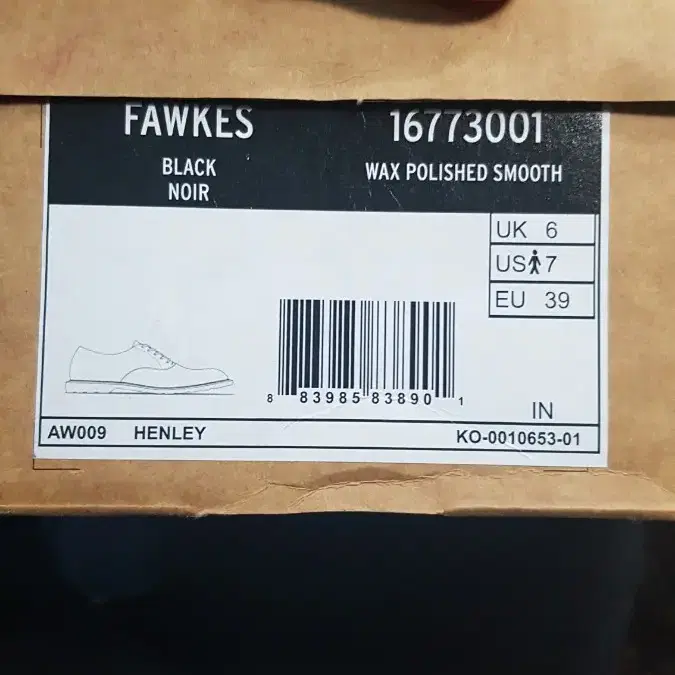 FAWKES 16773001
BLACK WAX POLISHED SMOOTH
NOIR
UK 6
US 7
EU 39
8 83985 83890 1
IN
AW009 HENLEY KO-0010653-01